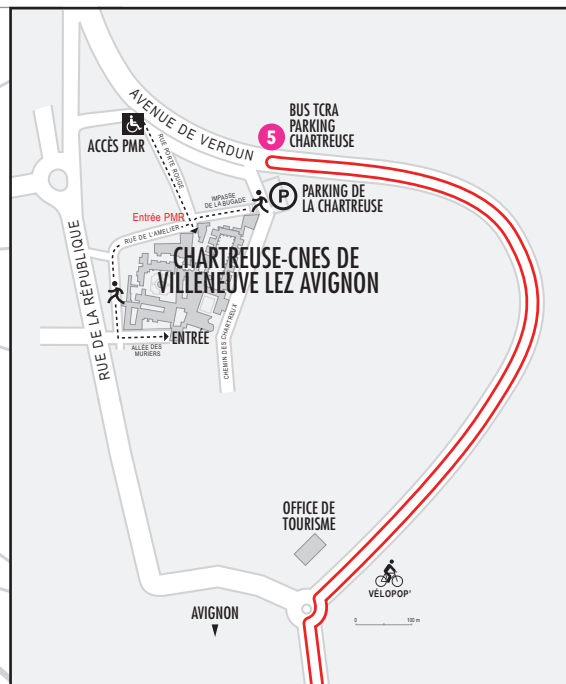 AVENUE DE VERDUN
5
BUS TCRA
PARKING
CHARTREUSE
ACCÈS PMR
RUE PORTE ROUGE
P
PARKING DE
LA CHARTREUSE
IMPASSE
DE LA BUGADE
Entrée PMR
RUE DE L'AMELIER
CHARTREUSE-CNES DE
VILLENEUVE LEZ AVIGNON
RUE DE LA RÉPUBLIQUE
ENTRÉE
ALLÉE DES
MURIERS
CHEMIN DES CHARTREUX
OFFICE DE
TOURISME
VÉLOPOP'
AVIGNON
0 100 m